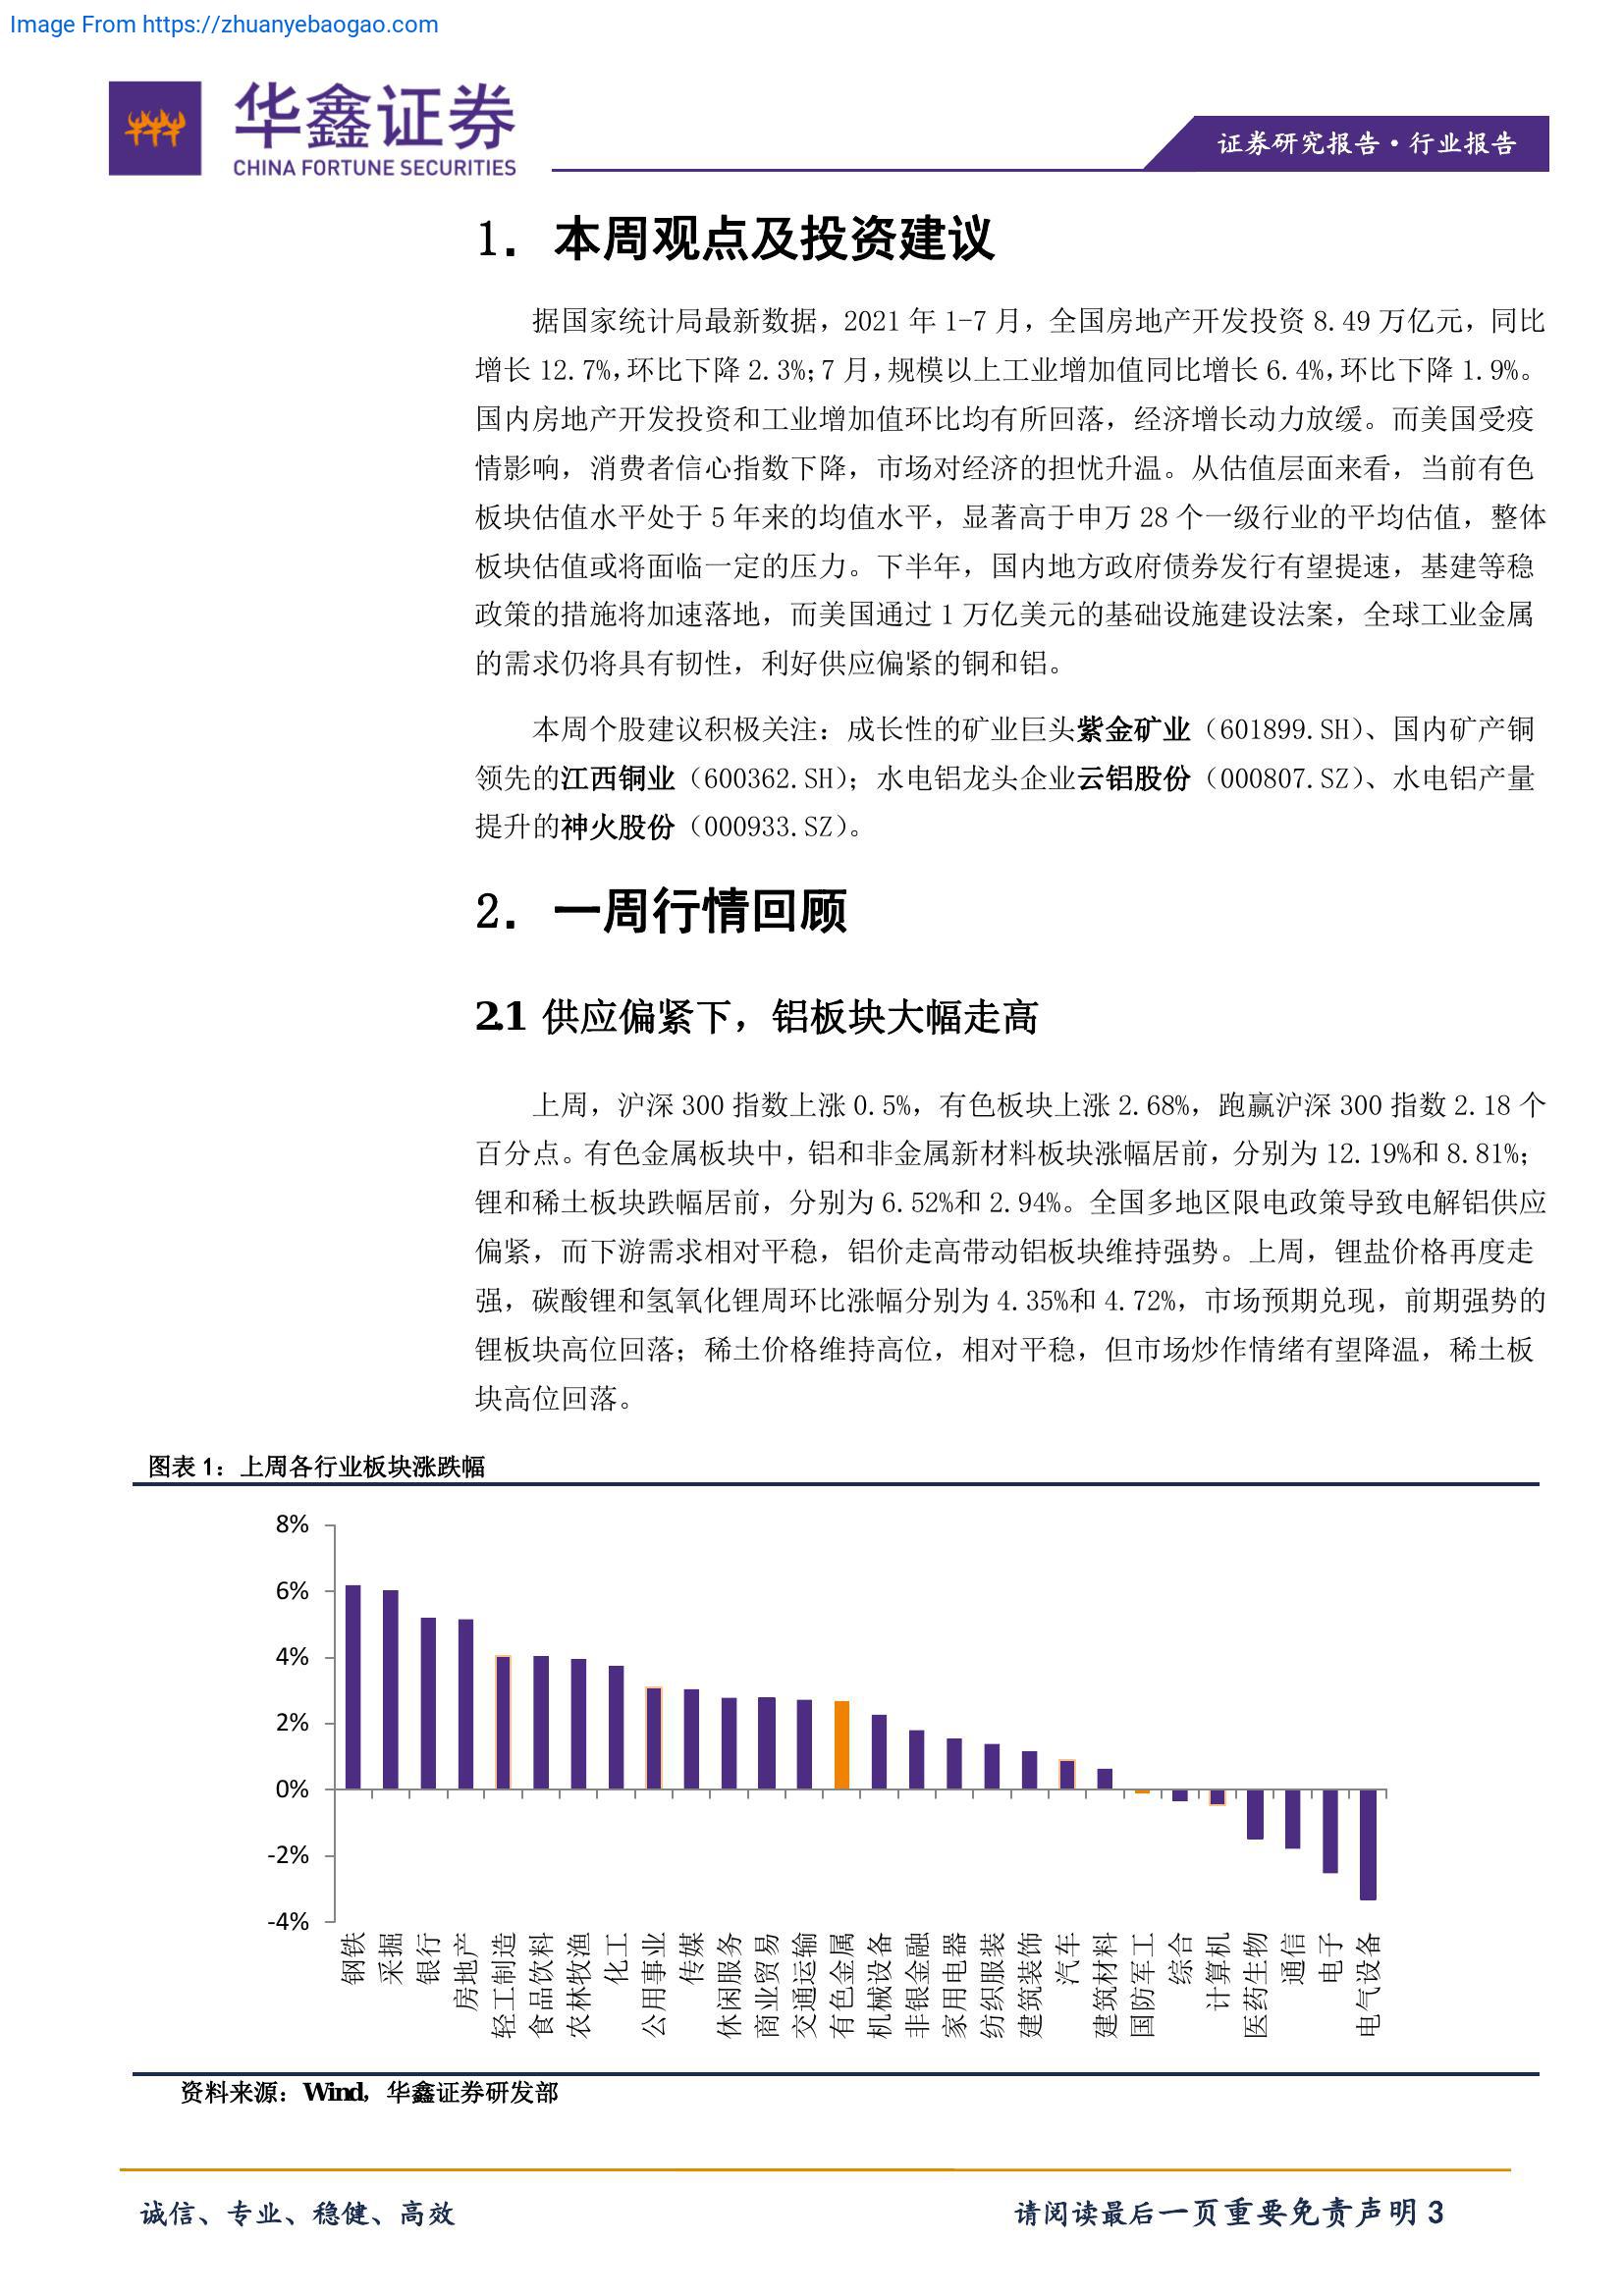 Image From https://zhuanyebaogao.com
华鑫证券
CHINA FORTUNE SECURITIES
证券研究报告·行业报告
1. 本周观点及投资建议
据国家统计局最新数据，2021 年 1-7 月，全国房地产开发投资 8.49 万亿元，同比
增长 12.7%，环比下降 2.3%；7 月，规模以上工业增加值同比增长 6.4%，环比下降 1.9%。
国内房地产开发投资和工业增加值环比均有所回落，经济增长动力放缓。而美国受疫
情影响，消费者信心指数下降，市场对经济的担忧升温。从估值层面来看，当前有色
板块估值水平处于 5 年来的均值水平，显著高于申万 28 个一级行业的平均估值，整体
板块估值或将面临一定的压力。下半年，国内地方政府债券发行有望提速，基建等稳
政策的措施将加速落地，而美国通过 1 万亿美元的基础设施建设法案，全球工业金属
的需求仍将具有韧性，利好供应偏紧的铜和铝。
本周个股建议积极关注：成长性的矿业巨头紫金矿业（601899.SH）、国内矿产铜
领先的江西铜业（600362.SH）；水电铝龙头企业云铝股份（000807.SZ）、水电铝产量
提升的神火股份（000933.SZ）。
2. 一周行情回顾
2.1 供应偏紧下，铝板块大幅走高
上周，沪深 300 指数上涨 0.5%，有色板块上涨 2.68%，跑赢沪深 300 指数 2.18 个
百分点。有色金属板块中，铝和非金属新材料板块涨幅居前，分别为 12.19%和 8.81%；
锂和稀土板块跌幅居前，分别为 6.52%和 2.94%。全国多地区限电政策导致电解铝供应
偏紧，而下游需求相对平稳，铝价走高带动铝板块维持强势。上周，锂盐价格再度走
强，碳酸锂和氢氧化锂周环比涨幅分别为 4.35%和 4.72%，市场预期兑现，前期强势的
锂板块高位回落；稀土价格维持高位，相对平稳，但市场炒作情绪有望降温，稀土板
块高位回落。
图表 1：上周各行业板块涨跌幅
8%
6%
4%
2%
0%
-2%
-4%
钢铁
采掘
银行
房地产
轻工制造
食品饮料
农林牧渔
化工
公用事业
传媒
休闲服务
商业贸易
交通运输
有色金属
机械设备
非银金融
家用电器
纺织服装
建筑装饰
汽车
建筑材料
国防军工
综合
计算机
医药生物
通信
电子
电气设备
资料来源：Wind，华鑫证券研发部
诚信、专业、稳健、高效
请阅读最后一页重要免责声明 3